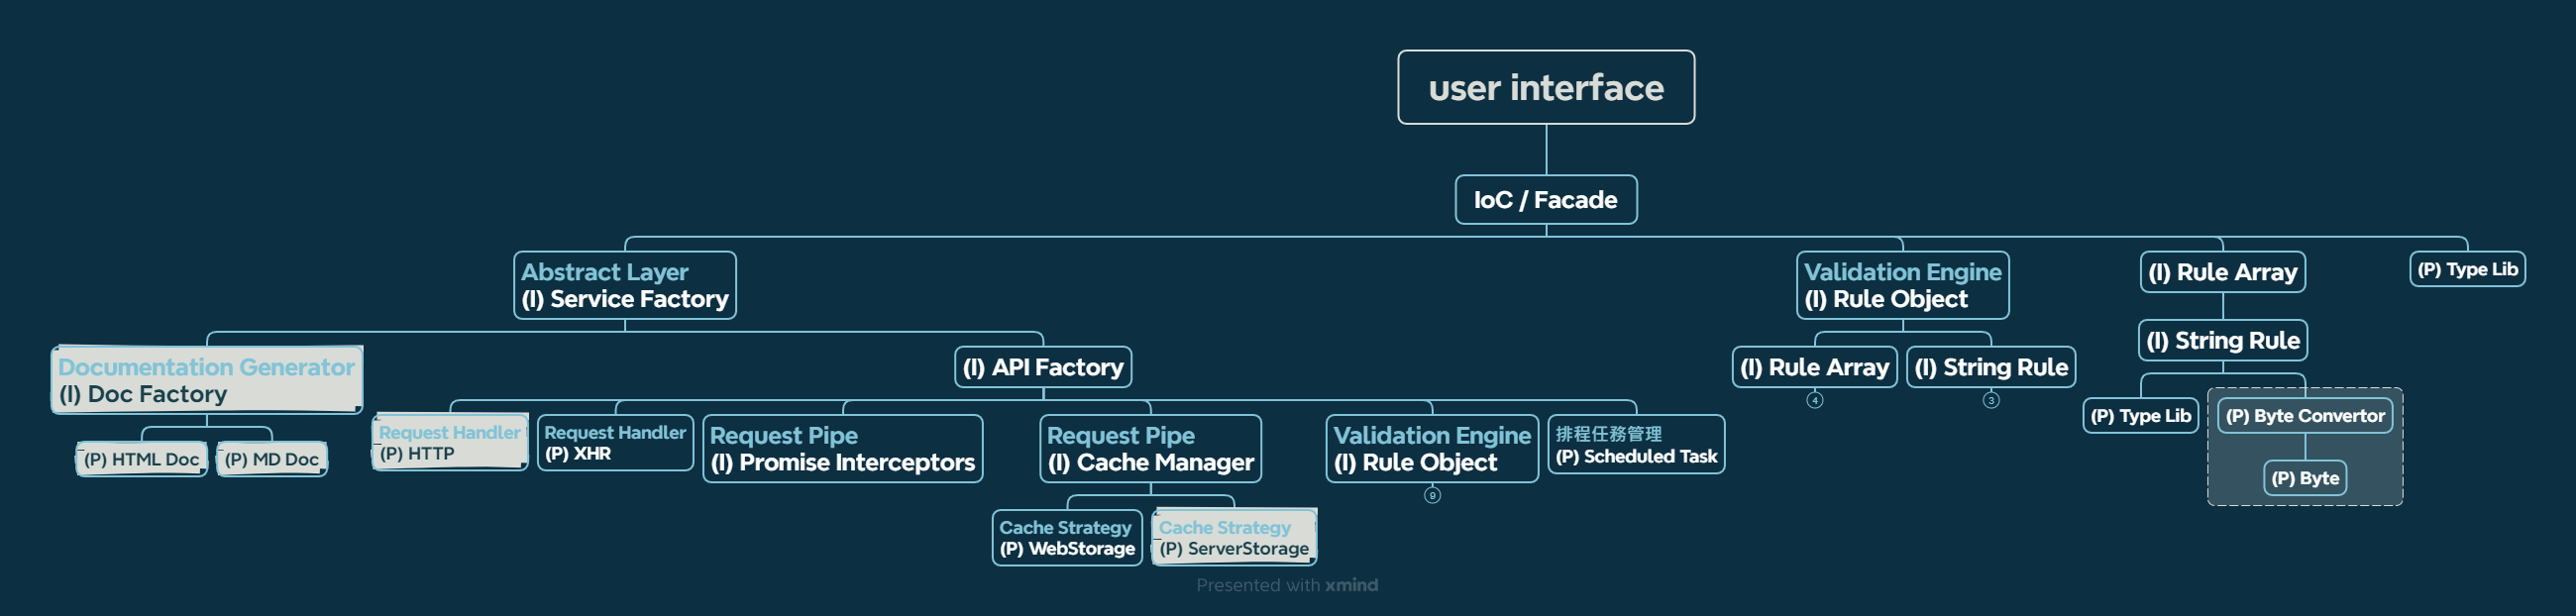 user interface
IoC / Facade
Abstract Layer
(I) Service Factory
Validation Engine
(I) Rule Object
(I) Rule Array
(P) Type Lib
Documentation Generator
(I) Doc Factory
(I) API Factory
(I) Rule Array
4
(I) String Rule
3
(I) String Rule
(P) HTML Doc
(P) MD Doc
Request Handler
(P) HTTP
Request Handler
(P) XHR
Request Pipe
(I) Promise Interceptors
Request Pipe
(I) Cache Manager
Validation Engine
(I) Rule Object
9
排程任務管理
(P) Scheduled Task
(P) Type Lib
(P) Byte Convertor
(P) Byte
Cache Strategy
(P) WebStorage
Cache Strategy
(P) ServerStorage
Presented with xmind